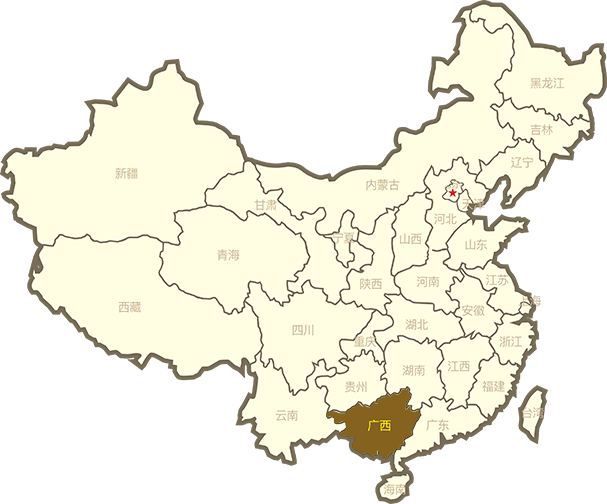 黑龙江
吉林
辽宁
新疆
内蒙古
甘肃
天津
河北
宁夏
山西
山东
青海
陕西
河南
江苏
西藏
安徽
上海
四川
湖北
重庆
浙江
湖南
江西
贵州
福建
云南
台湾
广西
广东
海南